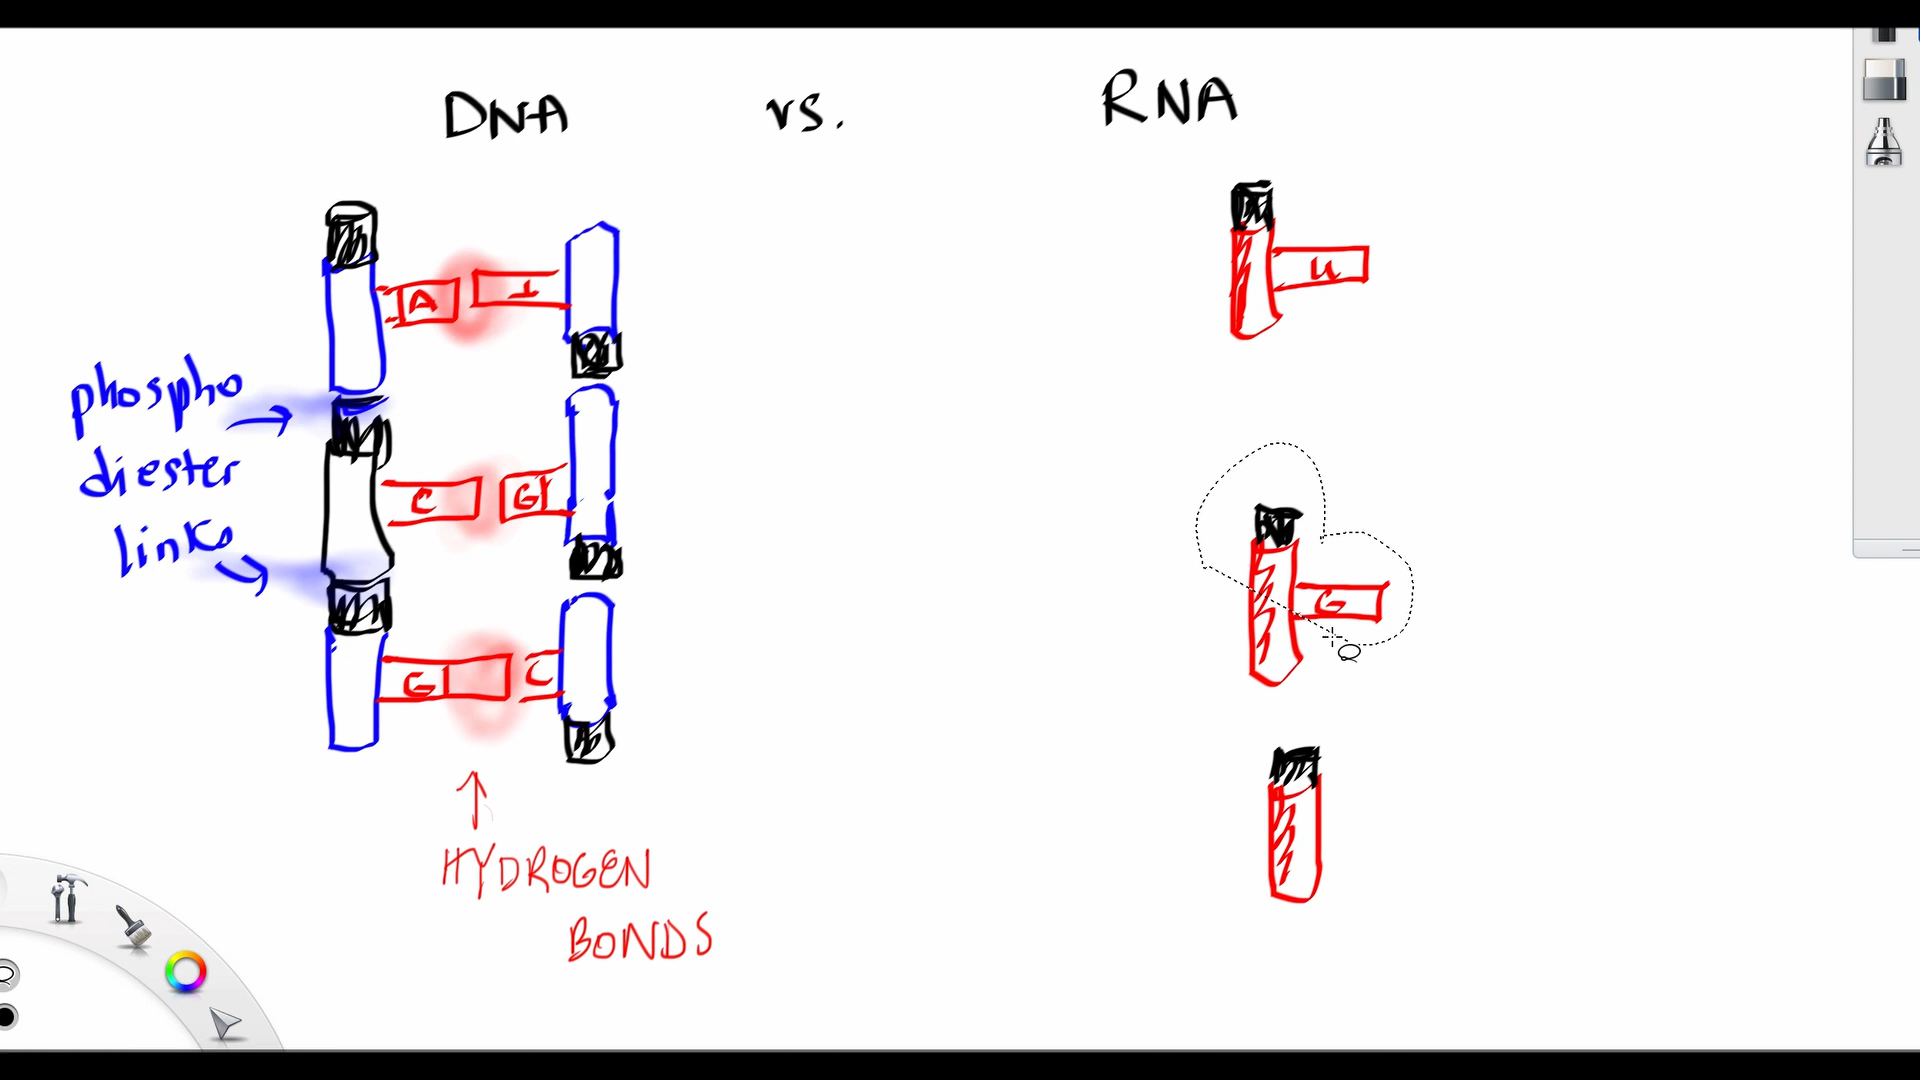 DNA vs. RNA
A T
U
phospho
diester
links
C G
G
G C
HYDROGEN
BONDS